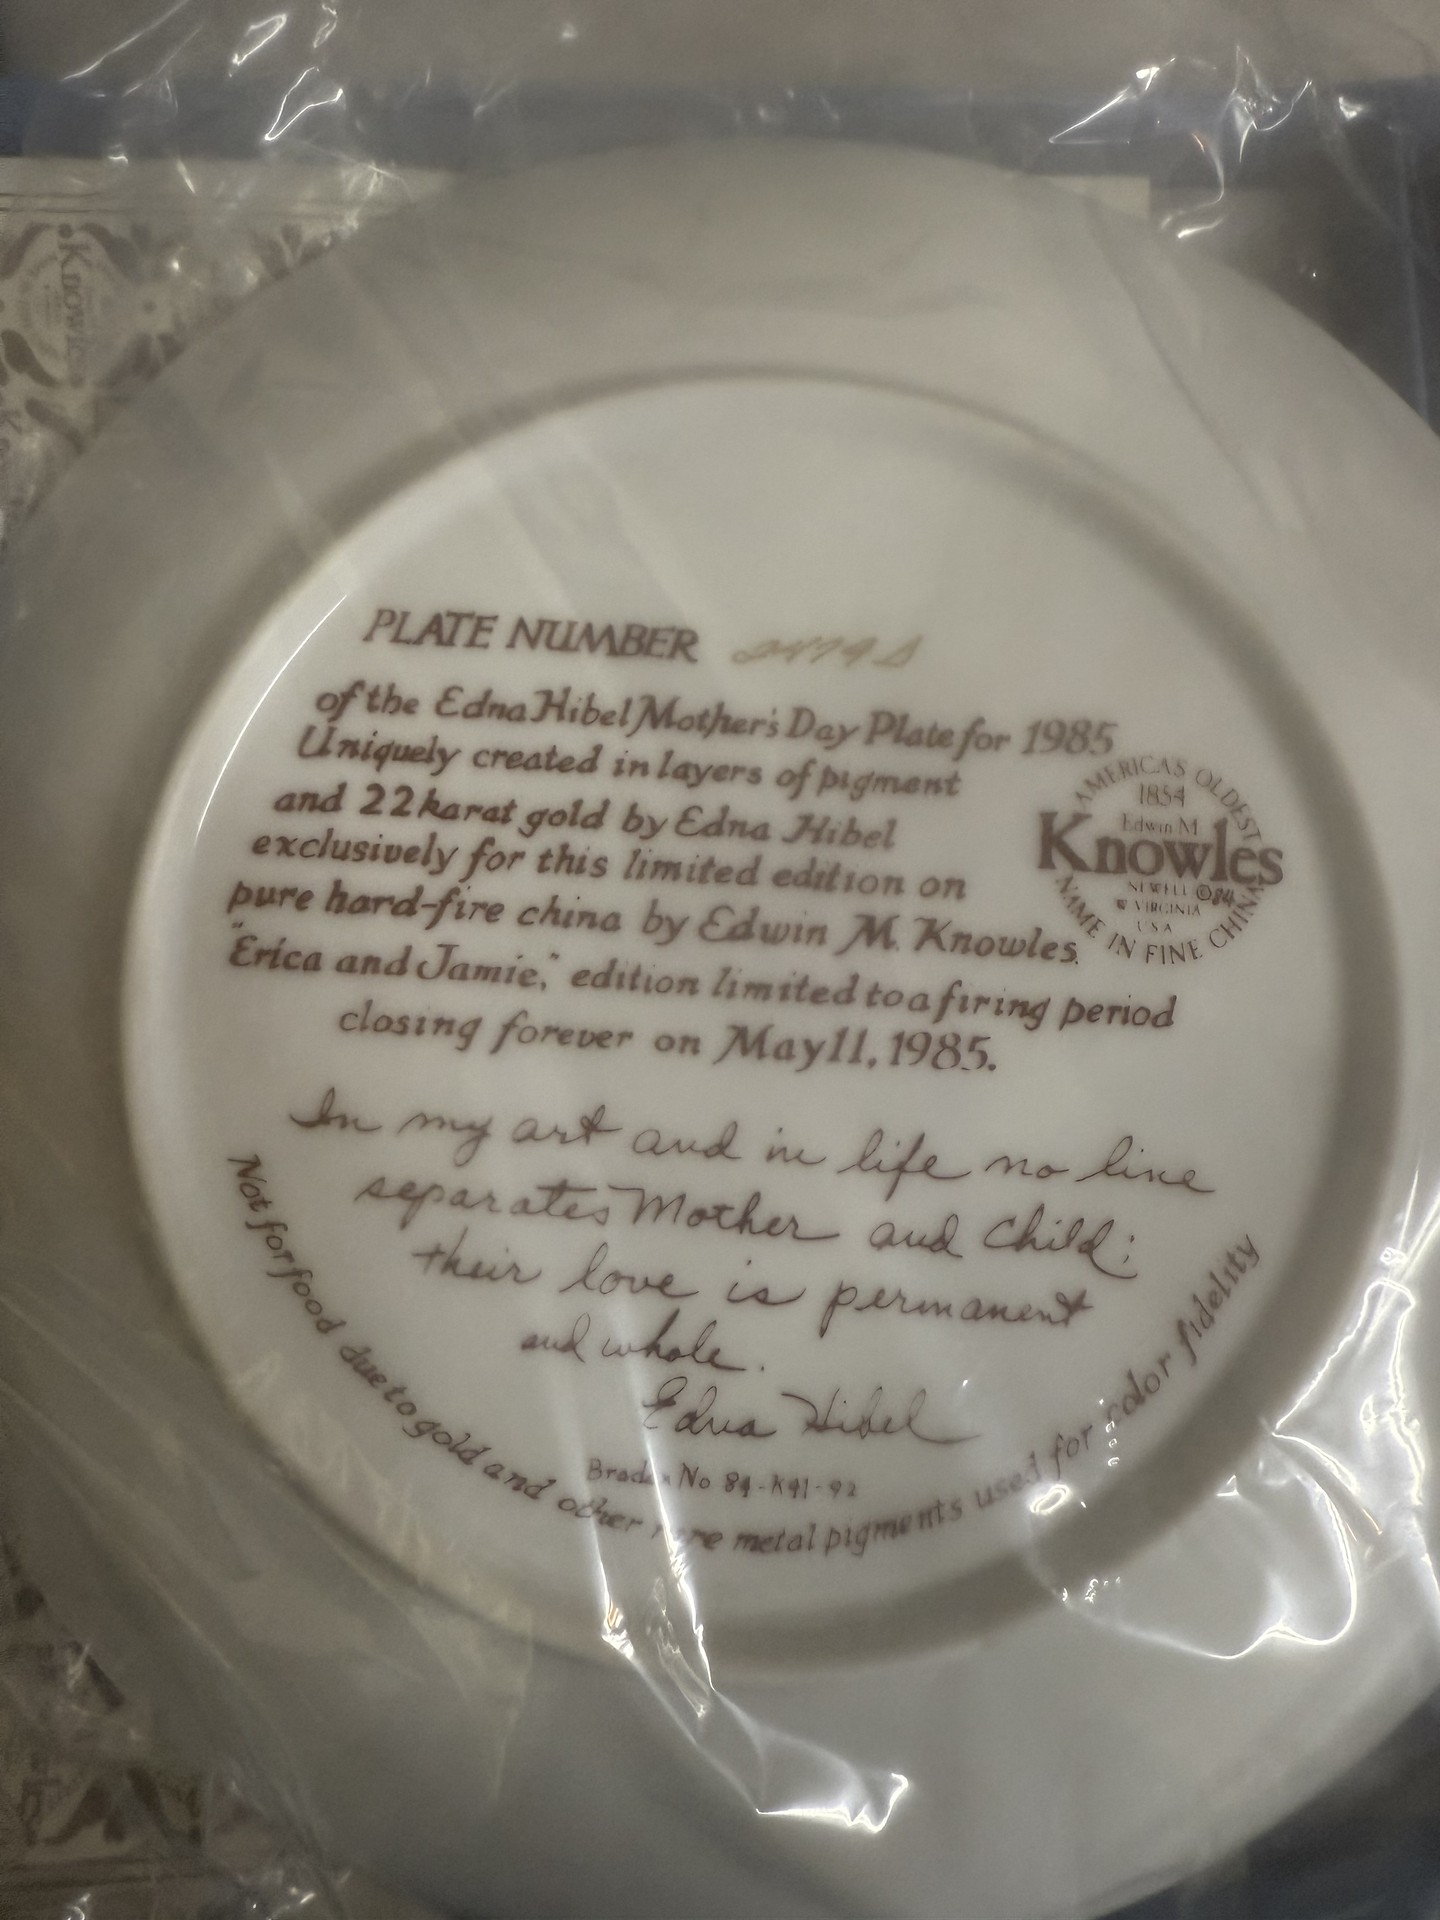 Knowles
PLATE NUMBER
of the Edna Hibel Mother's Day Plate for 1985
Uniquely created in layers of pigment
and 22 karat gold by Edna Hibel
exclusively for this limited edition on
pure hard-fire china by Edwin M. Knowles.
"Erica and Jamie," edition limited to a firing period
closing forever on May 11, 1985.
AMERICAS OLDEST
1854
Edwin M
Knowles
NEWELL ©84
W VIRGINIA
USA
NAME IN FINE CHINA
In my art and in life no line
separates Mother and Child;
their love is permanent
and whole.
Edna Hibel
No 84-K41-92
Not for food due to gold and other rare metal pigments used for color fidelity